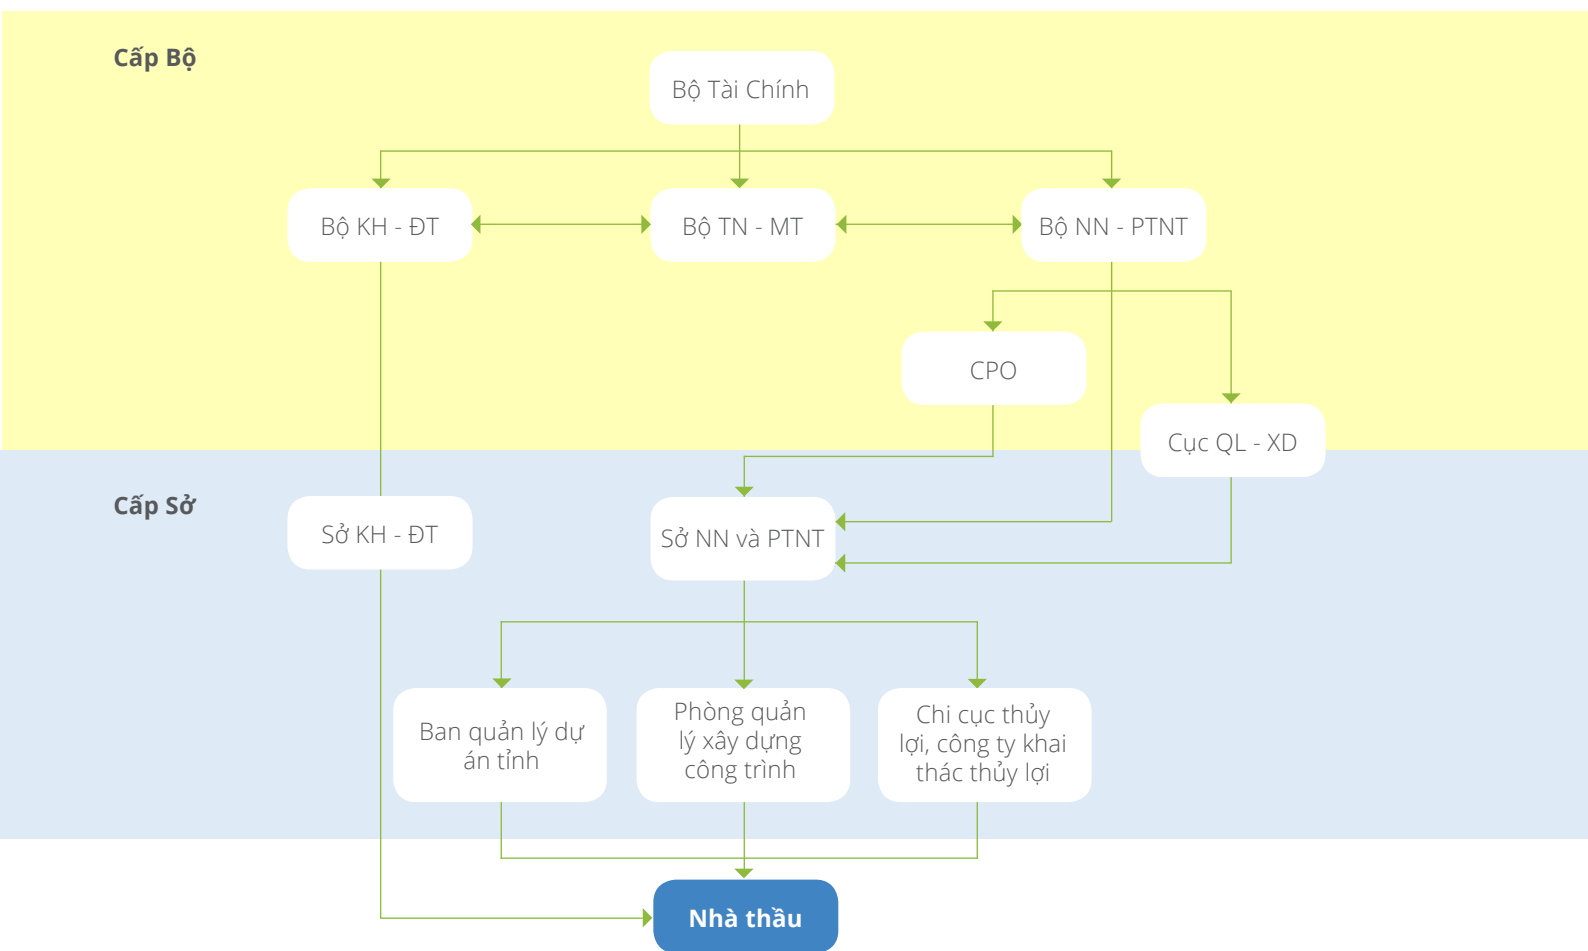 Cấp Bộ
Bộ Tài Chính
Bộ KH - ĐT
Bộ TN - MT
Bộ NN - PTNT
CPO
Cục QL - XD
Cấp Sở
Sở KH - ĐT
Sở NN và PTNT
Ban quản lý dự
án tỉnh
Phòng quản
lý xây dựng
công trình
Chi cục thủy
lợi, công ty khai
thác thủy lợi
Nhà thầu